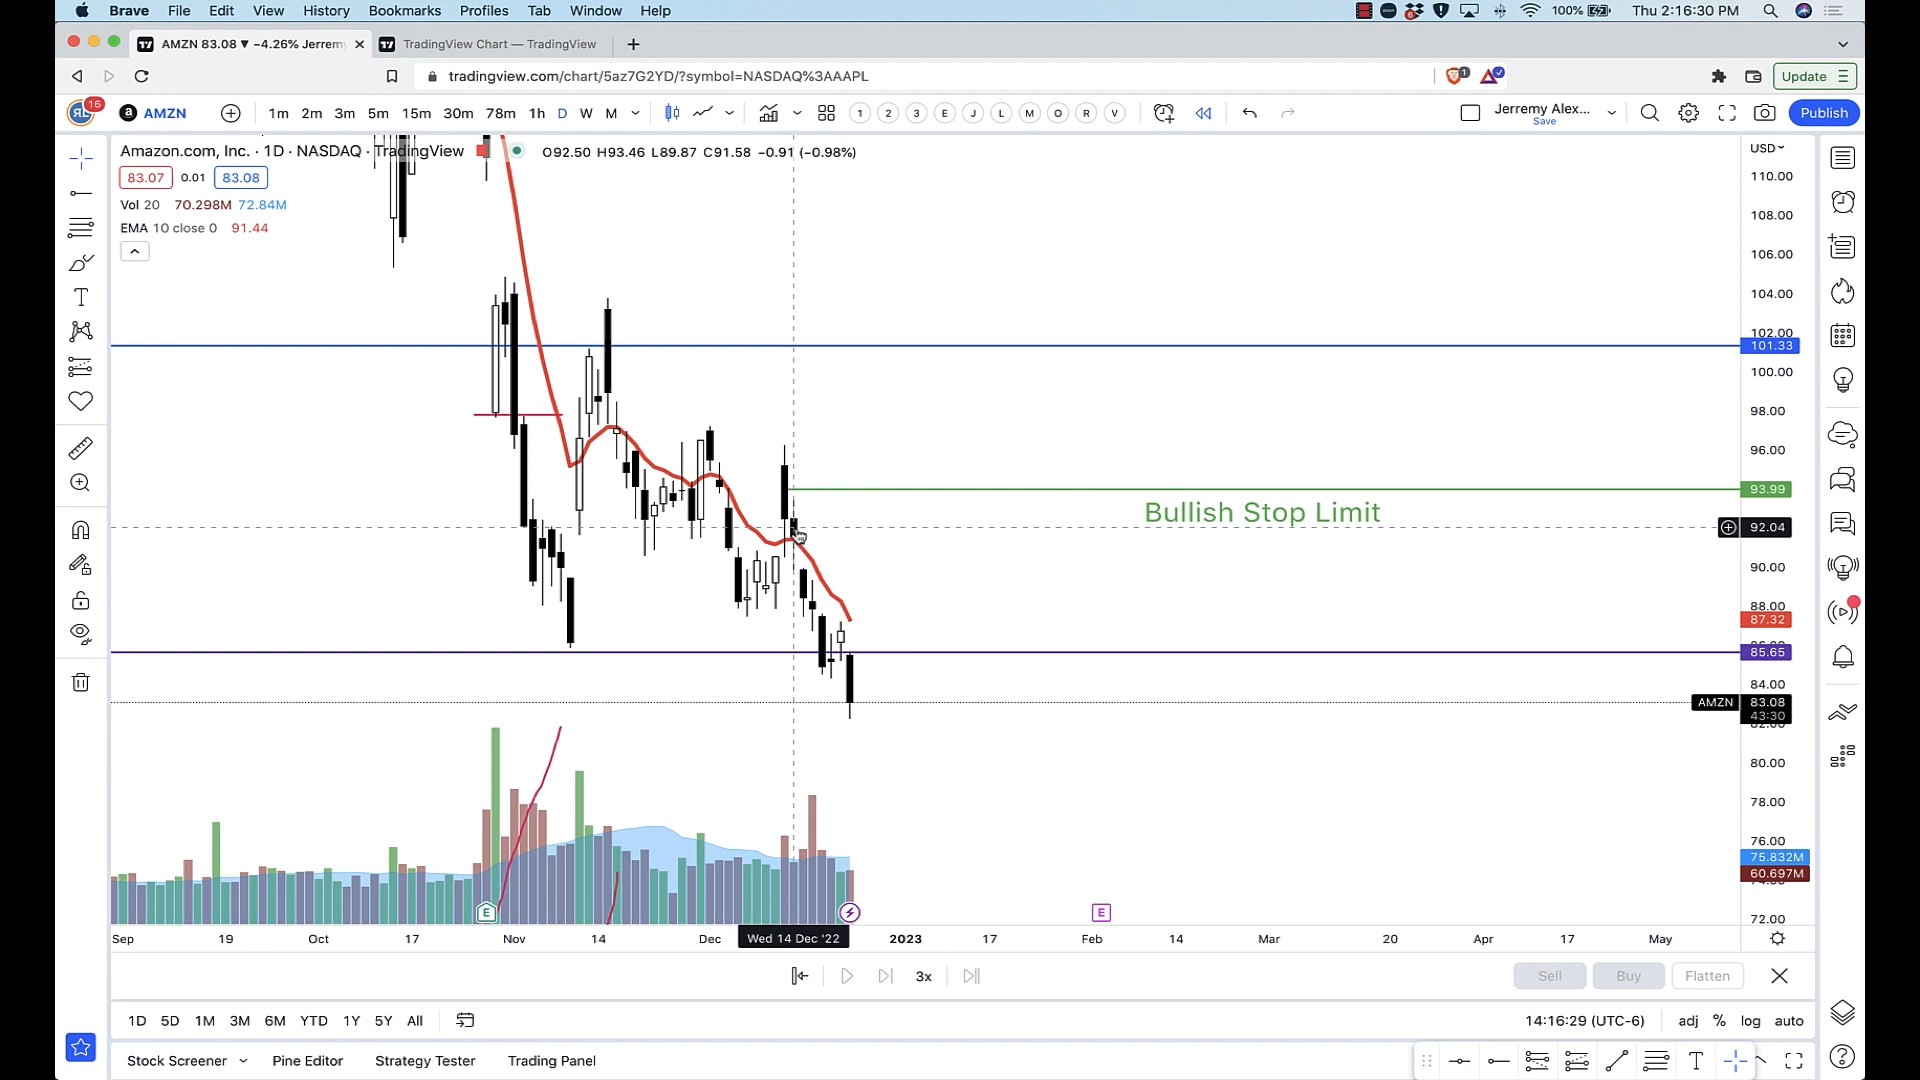 Brave File Edit View History Bookmarks Profiles Tab Window Help 6 100% Thu 2:16:30 PM
AMZN 83.08 ▼ −4.26% Jerremy TradingView Chart — TradingView
tradingview.com/chart/5az7G2YD/?symbol=NASDAQ%3AAAPL 1 Update
16 AMZN 1m 2m 3m 5m 15m 30m 78m 1h D W M 1 2 3 E J L M O R V Jerremy Alex... Save Publish
Amazon.com, Inc. · 1D · NASDAQ · TradingView O92.50 H93.46 L89.87 C91.58 −0.91 (−0.98%) USD
83.07 0.01 83.08
Vol 20 70.298M 72.84M
EMA 10 close 0 91.44
110.00
108.00
106.00
104.00
102.00
101.33
100.00
98.00
96.00
93.99
Bullish Stop Limit
92.04
90.00
88.00
87.32
85.65
84.00
AMZN 83.08
43:30
80.00
78.00
76.00
75.832M
60.697M
72.00
E E
Sep 19 Oct 17 Nov 14 Dec Wed 14 Dec '22 2023 17 Feb 14 Mar 20 Apr 17 May
3x Sell Buy Flatten
1D 5D 1M 3M 6M YTD 1Y 5Y All 14:16:29 (UTC-6) adj % log auto
Stock Screener Pine Editor Strategy Tester Trading Panel